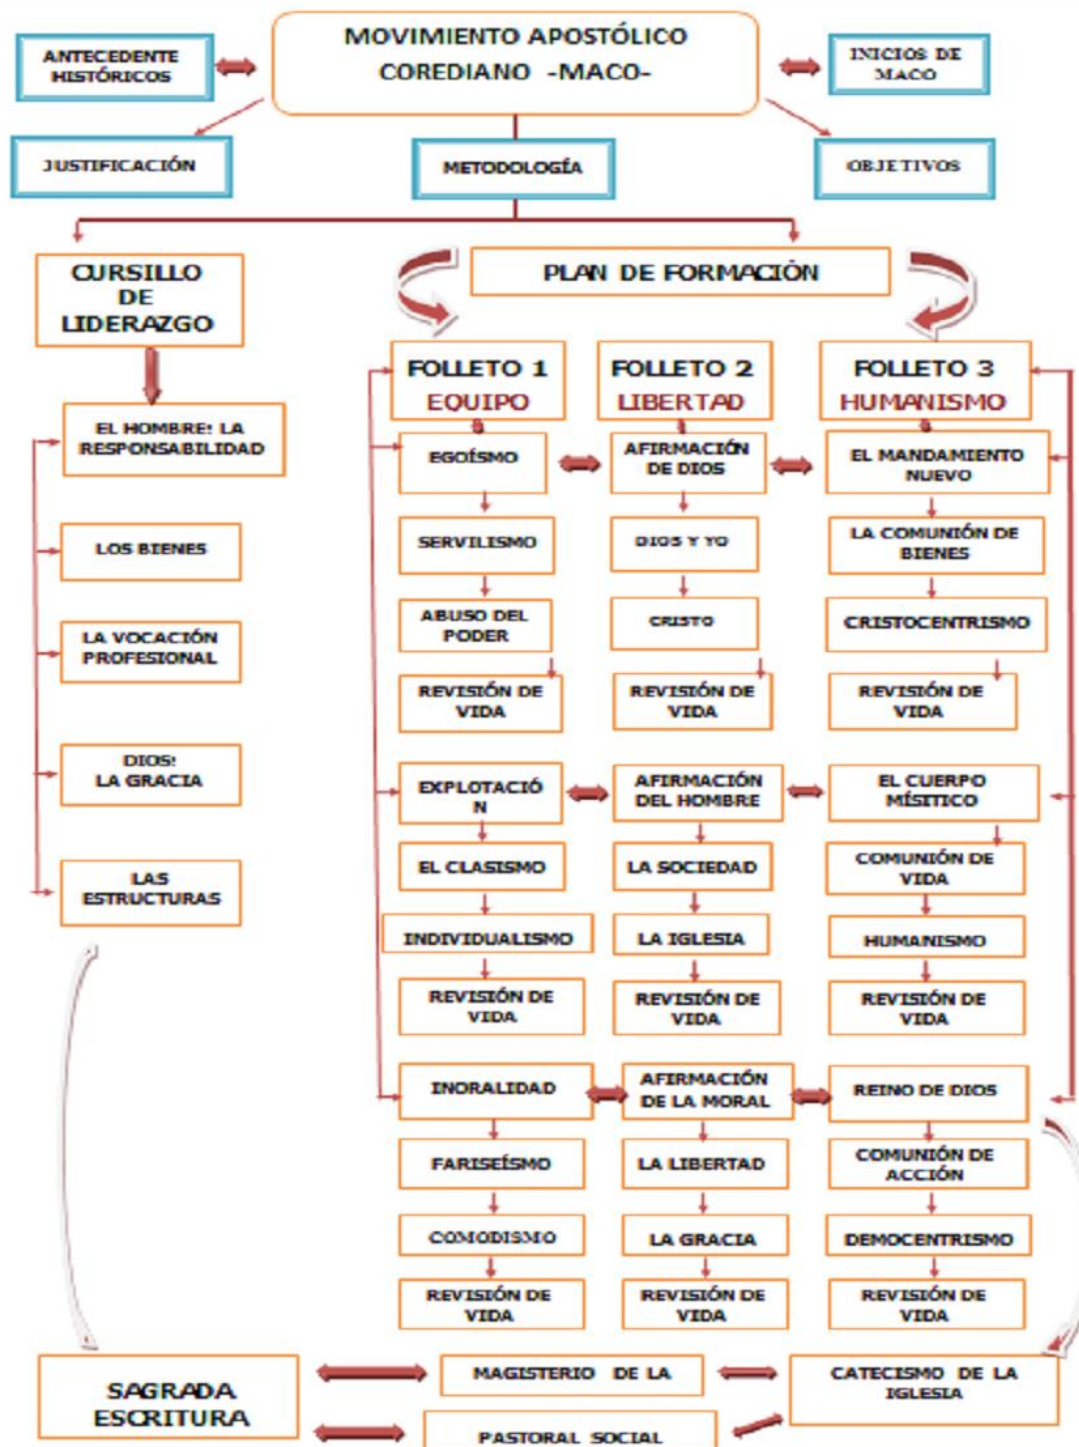 MOVIMIENTO APOSTÓLICO
COREDIANO -MACO-
ANTECEDENTE
HISTÓRICOS
INICIOS DE
MACO
JUSTIFICACIÓN
METODOLOGÍA
OBJETIVOS
CURSILLO
DE
LIDERAZGO
PLAN DE FORMACIÓN
EL HOMBRE: LA
RESPONSABILIDAD
LOS BIENES
LA VOCACIÓN
PROFESIONAL
DIOS:
LA GRACIA
LAS
ESTRUCTURAS
FOLLETO 1
EQUIPO
FOLLETO 2
LIBERTAD
FOLLETO 3
HUMANISMO
EGOÍSMO
AFIRMACIÓN
DE DIOS
EL MANDAMIENTO
NUEVO
SERVILISMO
DIOS Y YO
LA COMUNIÓN DE
BIENES
ABUSO DEL
PODER
CRISTO
CRISTOCENTRISMO
REVISIÓN DE
VIDA
REVISIÓN DE
VIDA
REVISIÓN DE
VIDA
EXPLOTACIÓ
N
AFIRMACIÓN
DEL HOMBRE
EL CUERPO
MÍSITICO
EL CLASISMO
LA SOCIEDAD
COMUNIÓN DE
VIDA
INDIVIDUALISMO
LA IGLESIA
HUMANISMO
REVISIÓN DE
VIDA
REVISIÓN DE
VIDA
REVISIÓN DE
VIDA
INORALIDAD
AFIRMACIÓN
DE LA MORAL
REINO DE DIOS
FARISEÍSMO
LA LIBERTAD
COMUNIÓN DE
ACCIÓN
COMODISMO
LA GRACIA
DEMOCENTRISMO
REVISIÓN DE
VIDA
REVISIÓN DE
VIDA
REVISIÓN DE
VIDA
SAGRADA
ESCRITURA
MAGISTERIO DE LA
CATECISMO DE LA
IGLESIA
PASTORAL SOCIAL